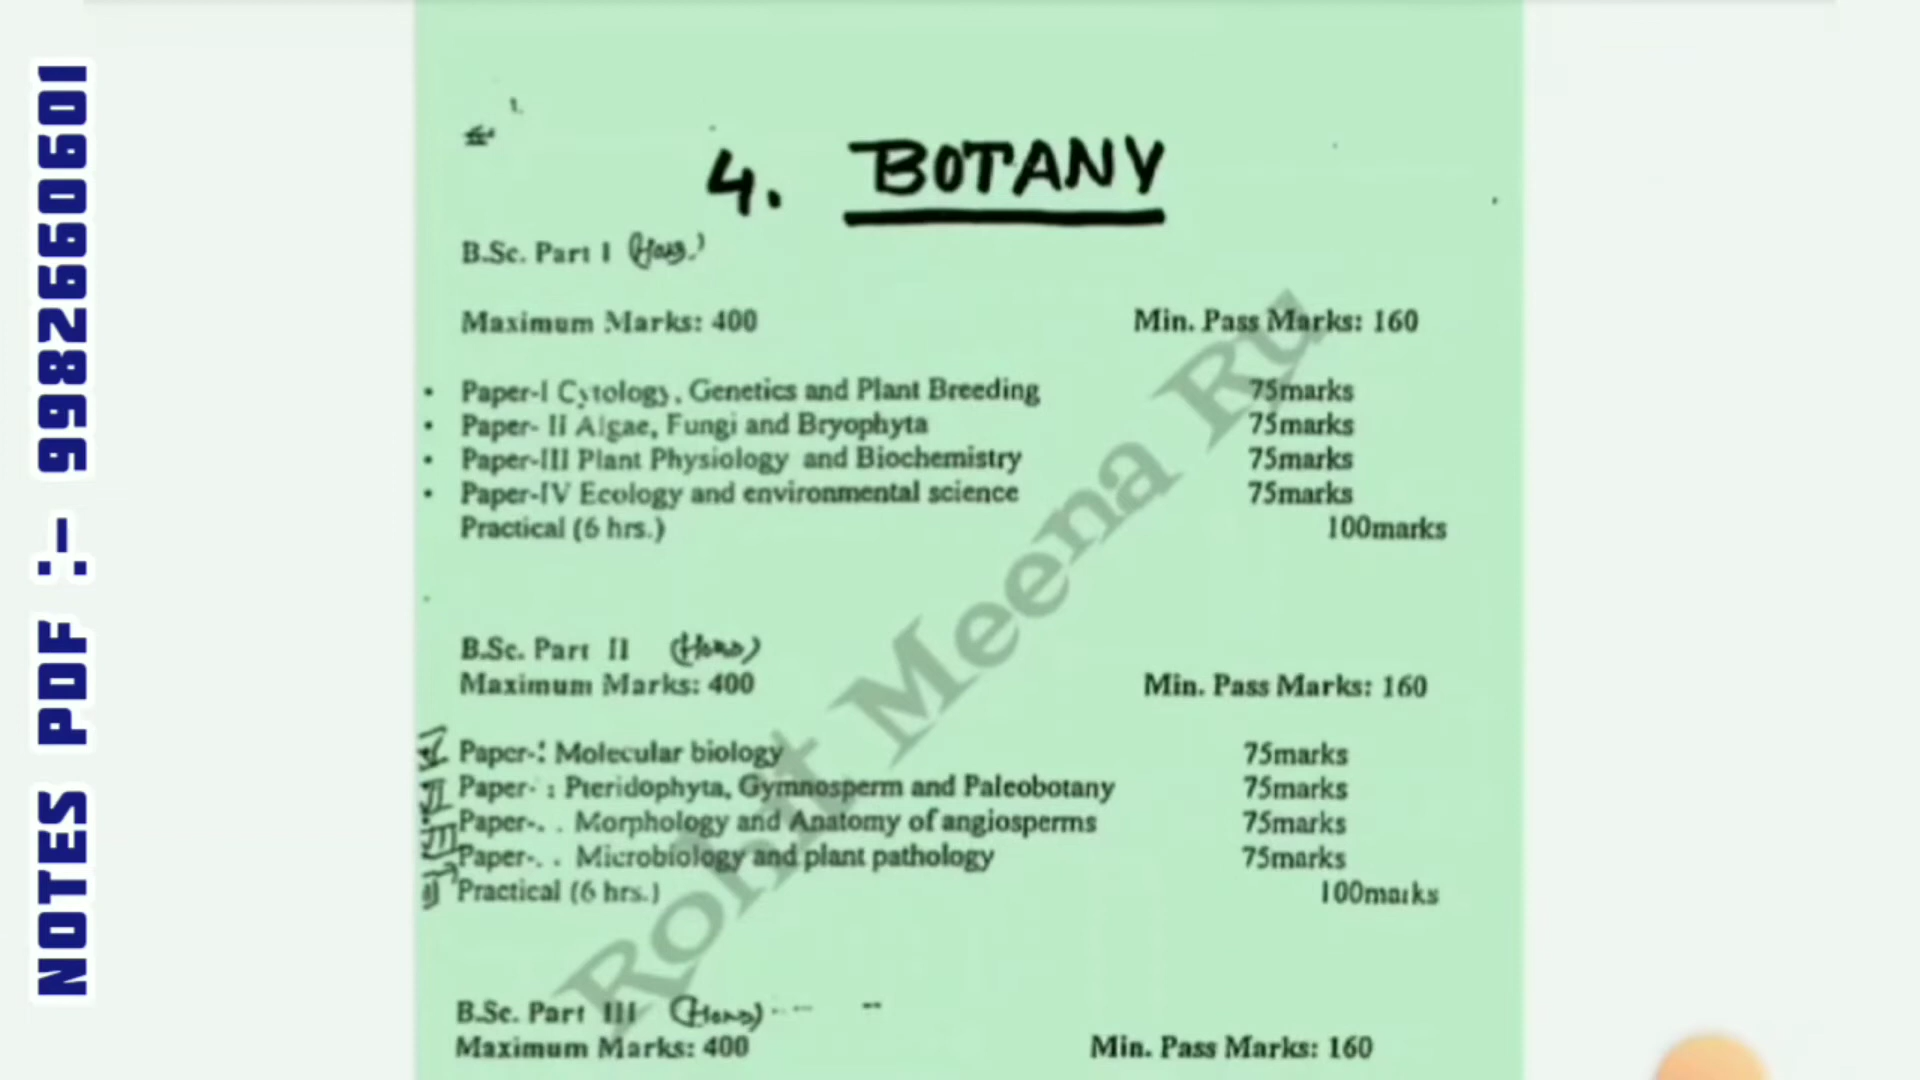 NOTES PDF :- 9982660601
4. BOTANY
B.Sc. Part I (Hons.)
Maximum Marks: 400 Min. Pass Marks: 160
• Paper-I Cytology, Genetics and Plant Breeding 75marks
• Paper- II Algae, Fungi and Bryophyta 75marks
• Paper-III Plant Physiology and Biochemistry 75marks
• Paper-IV Ecology and environmental science 75marks
Practical (6 hrs.) 100marks
B.Sc. Part II (Hons)
Maximum Marks: 400 Min. Pass Marks: 160
I Paper- Molecular biology 75marks
II Paper- Pteridophyta, Gymnosperm and Paleobotany 75marks
III Paper- Morphology and Anatomy of angiosperms 75marks
Paper- Microbiology and plant pathology 75marks
Practical (6 hrs.) 100marks
B.Sc. Part III (Hons)
Maximum Marks: 400 Min. Pass Marks: 160
Rohit Meena Ru